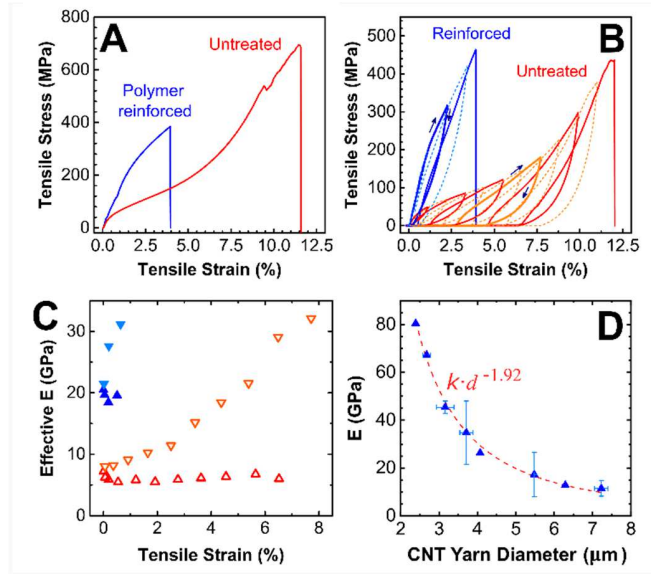 A
Untreated
Polymer
reinforced
Tensile Stress (MPa)
800
600
400
200
0
0.0 2.5 5.0 7.5 10.0 12.5
Tensile Strain (%)
B
Reinforced
Untreated
Tensile Stress (MPa)
500
400
300
200
100
0
0.0 2.5 5.0 7.5 10.0 12.5
Tensile Strain (%)
C
Effective E (GPa)
30
20
10
0
0 2 4 6 8
Tensile Strain (%)
D
k·d⁻¹·⁹²
E (GPa)
80
60
40
20
0
2 3 4 5 6 7 8
CNT Yarn Diameter (μm)